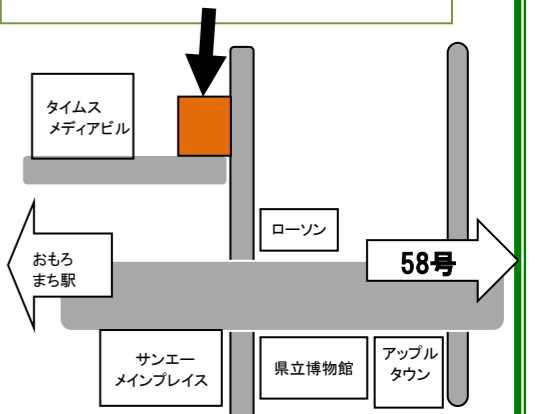 タイムス
メディアビル
ローソン
おもろ
まち駅
58号
サンエー
メインプレイス
県立博物館
アップル
タウン